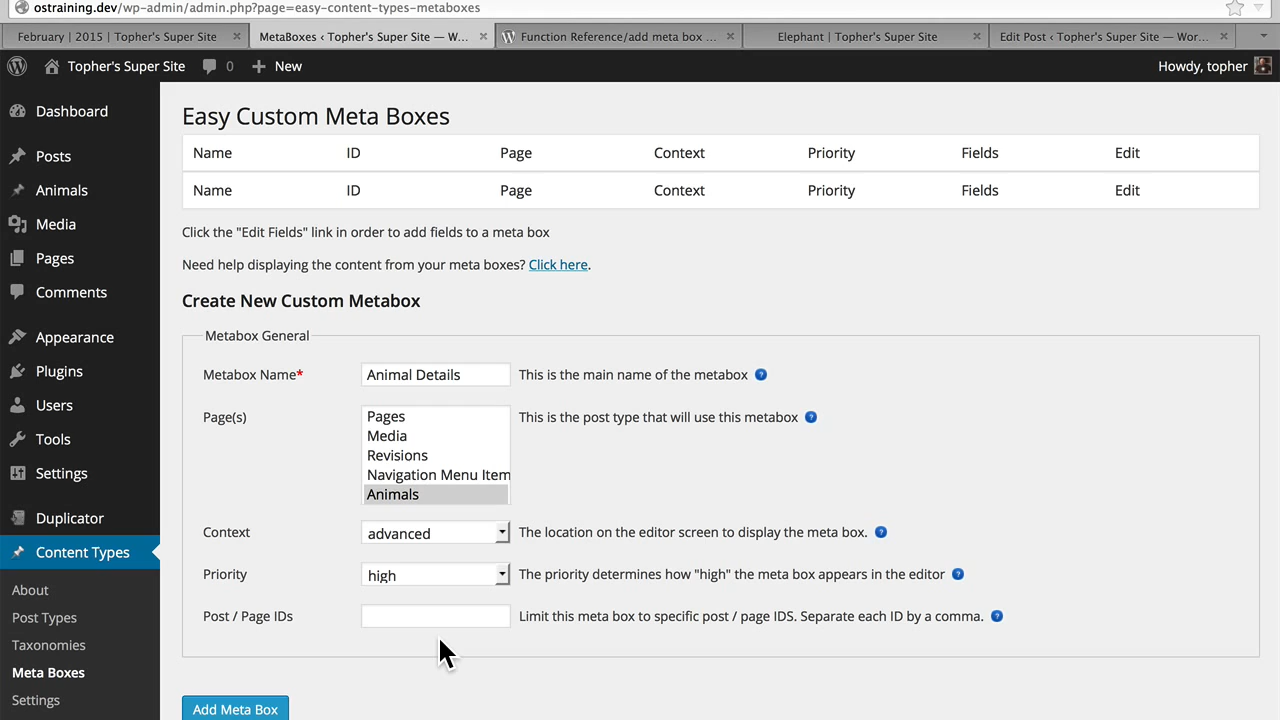 ostraining.dev/wp-admin/admin.php?page=easy-content-types-metaboxes
February | 2015 | Topher's Super Site
MetaBoxes ‹ Topher's Super Site — W...
Function Reference/add meta box ...
Elephant | Topher's Super Site
Edit Post ‹ Topher's Super Site — Wor...
Topher's Super Site
0
New
Howdy, topher
Dashboard
Posts
Animals
Media
Pages
Comments
Appearance
Plugins
Users
Tools
Settings
Duplicator
Content Types
About
Post Types
Taxonomies
Meta Boxes
Settings
Easy Custom Meta Boxes
Name ID Page Context Priority Fields Edit
Name ID Page Context Priority Fields Edit
Click the "Edit Fields" link in order to add fields to a meta box
Need help displaying the content from your meta boxes? Click here.
Create New Custom Metabox
Metabox General
Metabox Name* Animal Details This is the main name of the metabox ?
Page(s) Pages This is the post type that will use this metabox ?
Media
Revisions
Navigation Menu Item
Animals
Context advanced The location on the editor screen to display the meta box. ?
Priority high The priority determines how "high" the meta box appears in the editor ?
Post / Page IDs Limit this meta box to specific post / page IDS. Separate each ID by a comma. ?
Add Meta Box